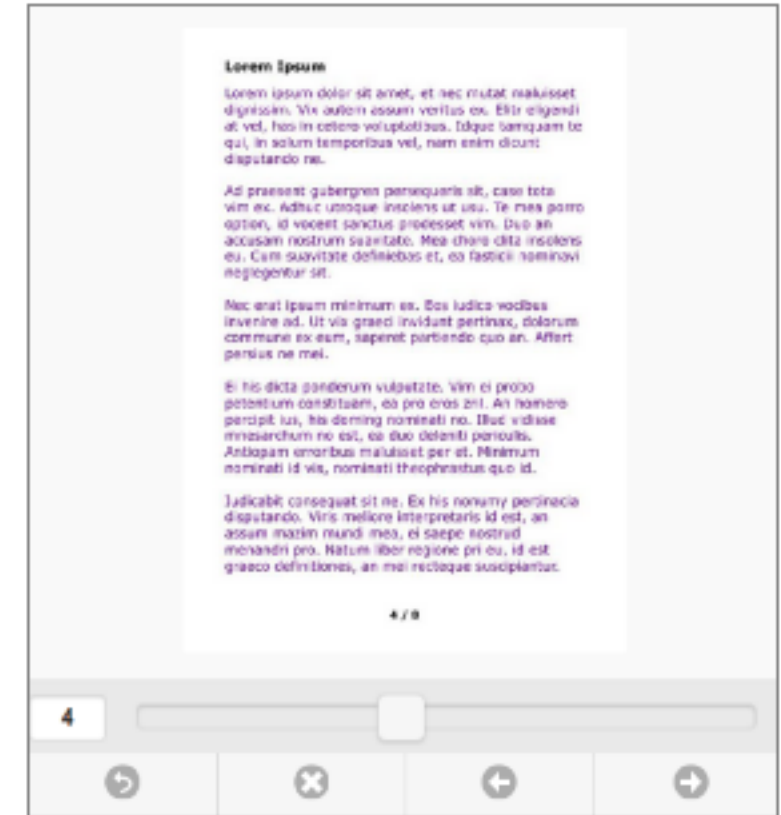 Lorem Ipsum
Lorem ipsum dolor sit amet, et nec mutat maluisset
dignissim. Vix autem assum veritus ex. Elitr eligendi
at vel, has in cetero voluptatibus. Idque tamquam te
qui, in solum temporibus vel, nam enim dicunt
disputando ne.
Ad praesent gubergren persequeris sit, case tota
vim ex. Adhuc utroque insolens ut usu. Te mea porro
option, id vocent sanctus prodesset vim. Duo an
accusam nostrum suavitate. Mea choro clita insolens
eu. Cum suavitate definiebas et, ea fastidii nominavi
neglegentur sit.
Nec erat ipsum minimum ex. Eos iudico vocibus
invenire ad. Ut vis graeci invidunt pertinax, dolorum
commune ex eum, saperet partiendo quo an. Affert
persius ne mei.
Ei his dicta ponderum vulputate. Vim ei probo
petentium constituam, ea pro eros zril. An homero
percipit ius, his deming nominati no. Illud vidisse
mnesarchum no est, ea duo deleniti periculis.
Antiopam erroribus maluisset per et. Minimum
nominati id vis, nominati theophrastus quo id.
Iudicabit consequat sit ne. Ex his nonumy pertinacia
disputando. Viris meliore interpretaris id est, an
assum mazim mundi mea, ei saepe nostrud
menandri pro. Natum liber regione pri eu, id est
graeco definitiones, an mei recteque suscipiantur.
4 /
4